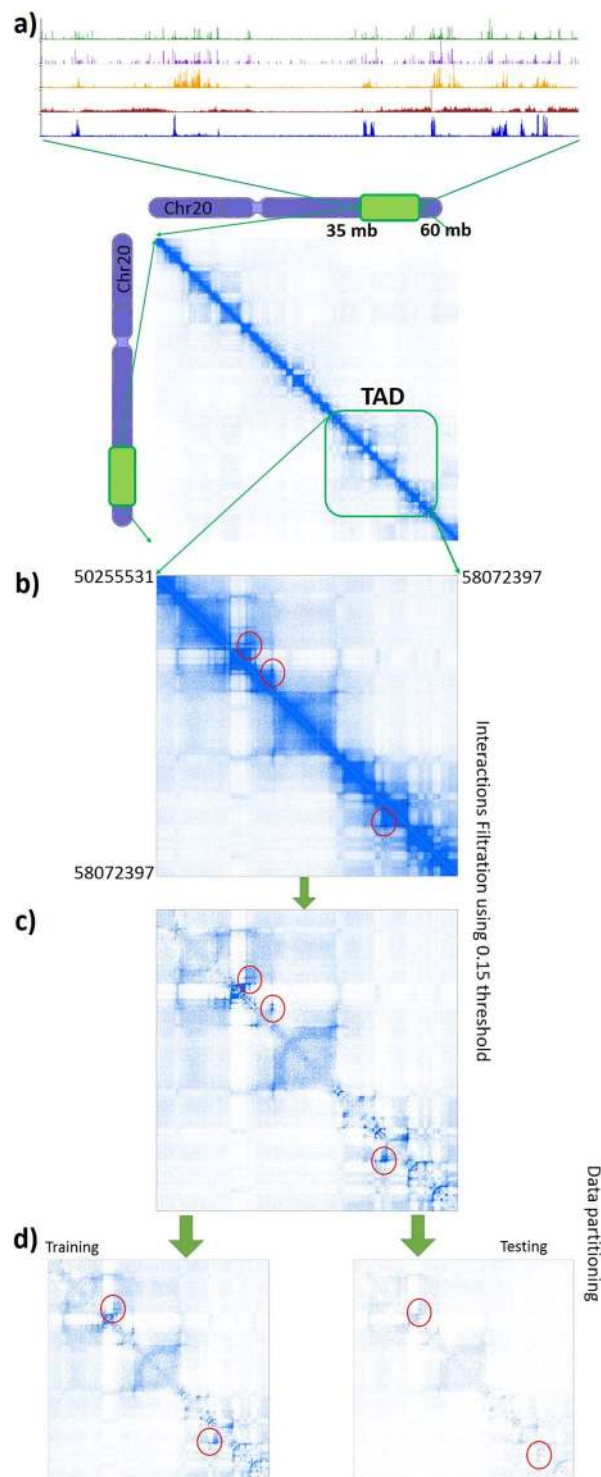 a)
Chr20
35 mb
60 mb
Chr20
TAD
50255531
58072397
b)
58072397
Interactions Filtration using 0.15 threshold
c)
Data partitioning
d)
Training
Testing